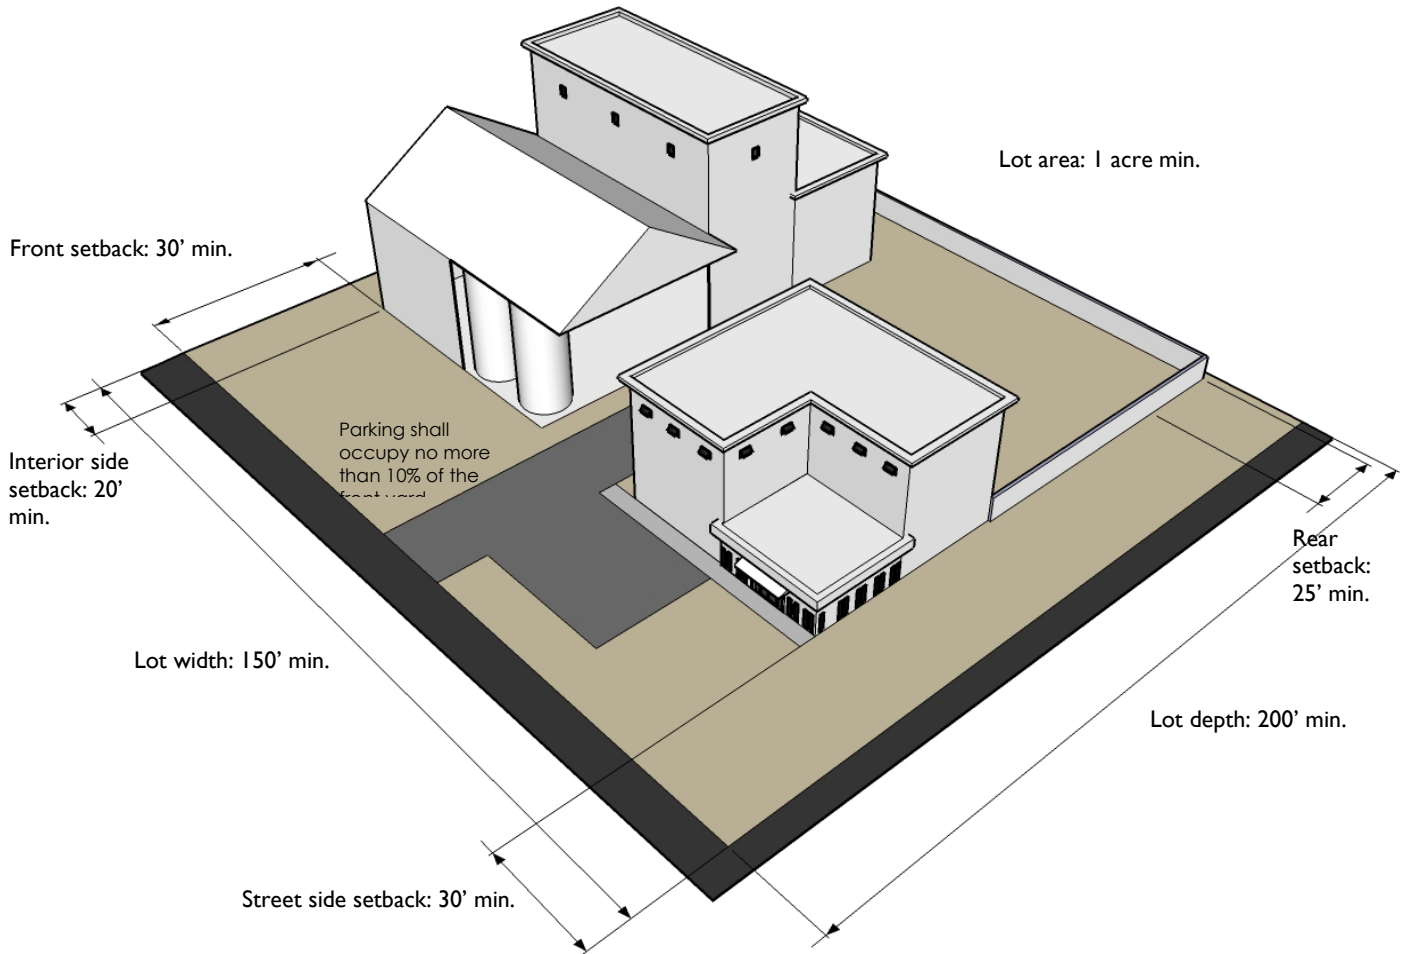 Lot area: 1 acre min.
Front setback: 30’ min.
Parking shall
occupy no more
than 10% of the
front yard
Interior side
setback: 20’
min.
Rear
setback:
25’ min.
Lot width: 150’ min.
Lot depth: 200’ min.
Street side setback: 30’ min.